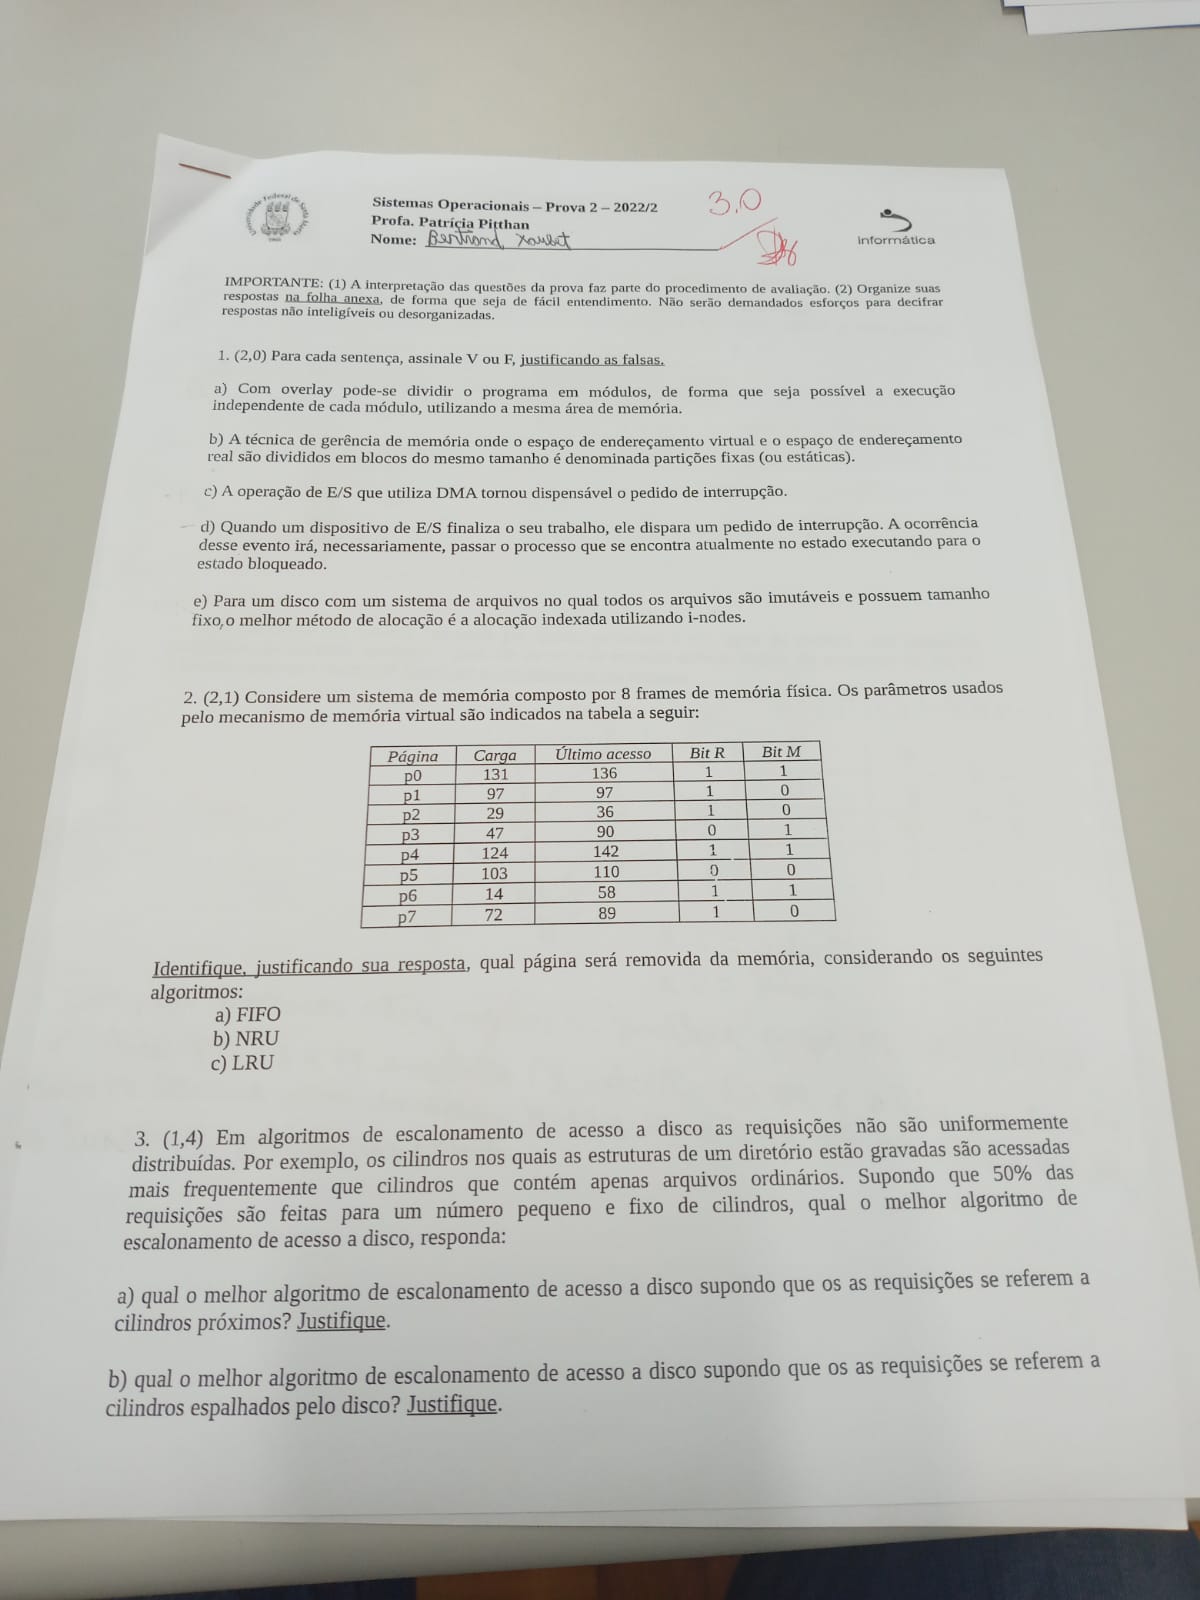 Universidade Federal de Santa Maria
1960
Sistemas Operacionais – Prova 2 – 2022/2
Profa. Patrícia Pitthan
Nome: Bertrand
3.0
informática
IMPORTANTE: (1) A interpretação das questões da prova faz parte do procedimento de avaliação. (2) Organize suas
respostas na folha anexa, de forma que seja de fácil entendimento. Não serão demandados esforços para decifrar
respostas não inteligíveis ou desorganizadas.
1. (2,0) Para cada sentença, assinale V ou F, justificando as falsas.
a) Com overlay pode-se dividir o programa em módulos, de forma que seja possível a execução
independente de cada módulo, utilizando a mesma área de memória.
b) A técnica de gerência de memória onde o espaço de endereçamento virtual e o espaço de endereçamento
real são divididos em blocos do mesmo tamanho é denominada partições fixas (ou estáticas).
c) A operação de E/S que utiliza DMA tornou dispensável o pedido de interrupção.
d) Quando um dispositivo de E/S finaliza o seu trabalho, ele dispara um pedido de interrupção. A ocorrência
desse evento irá, necessariamente, passar o processo que se encontra atualmente no estado executando para o
estado bloqueado.
e) Para um disco com um sistema de arquivos no qual todos os arquivos são imutáveis e possuem tamanho
fixo, o melhor método de alocação é a alocação indexada utilizando i-nodes.
2. (2,1) Considere um sistema de memória composto por 8 frames de memória física. Os parâmetros usados
pelo mecanismo de memória virtual são indicados na tabela a seguir:
Página Carga Último acesso Bit R Bit M
p0 131 136 1 1
p1 97 97 1 0
p2 29 36 1 0
p3 47 90 0 1
p4 124 142 1 1
p5 103 110 0 0
p6 14 58 1 1
p7 72 89 1 0
Identifique, justificando sua resposta, qual página será removida da memória, considerando os seguintes
algoritmos:
a) FIFO
b) NRU
c) LRU
3. (1,4) Em algoritmos de escalonamento de acesso a disco as requisições não são uniformemente
distribuídas. Por exemplo, os cilindros nos quais as estruturas de um diretório estão gravadas são acessadas
mais frequentemente que cilindros que contém apenas arquivos ordinários. Supondo que 50% das
requisições são feitas para um número pequeno e fixo de cilindros, qual o melhor algoritmo de
escalonamento de acesso a disco, responda:
a) qual o melhor algoritmo de escalonamento de acesso a disco supondo que os as requisições se referem a
cilindros próximos? Justifique.
b) qual o melhor algoritmo de escalonamento de acesso a disco supondo que os as requisições se referem a
cilindros espalhados pelo disco? Justifique.